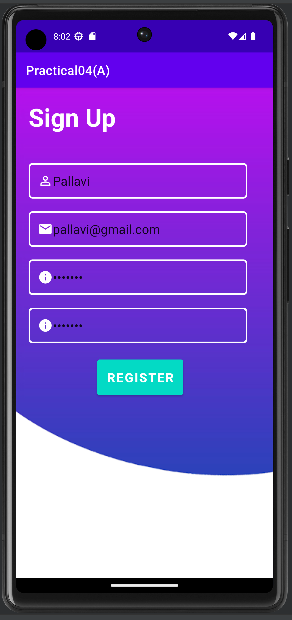 8:02
Practical04(A)
Sign Up
Pallavi
pallavi@gmail.com
•••••••
•••••••
REGISTER